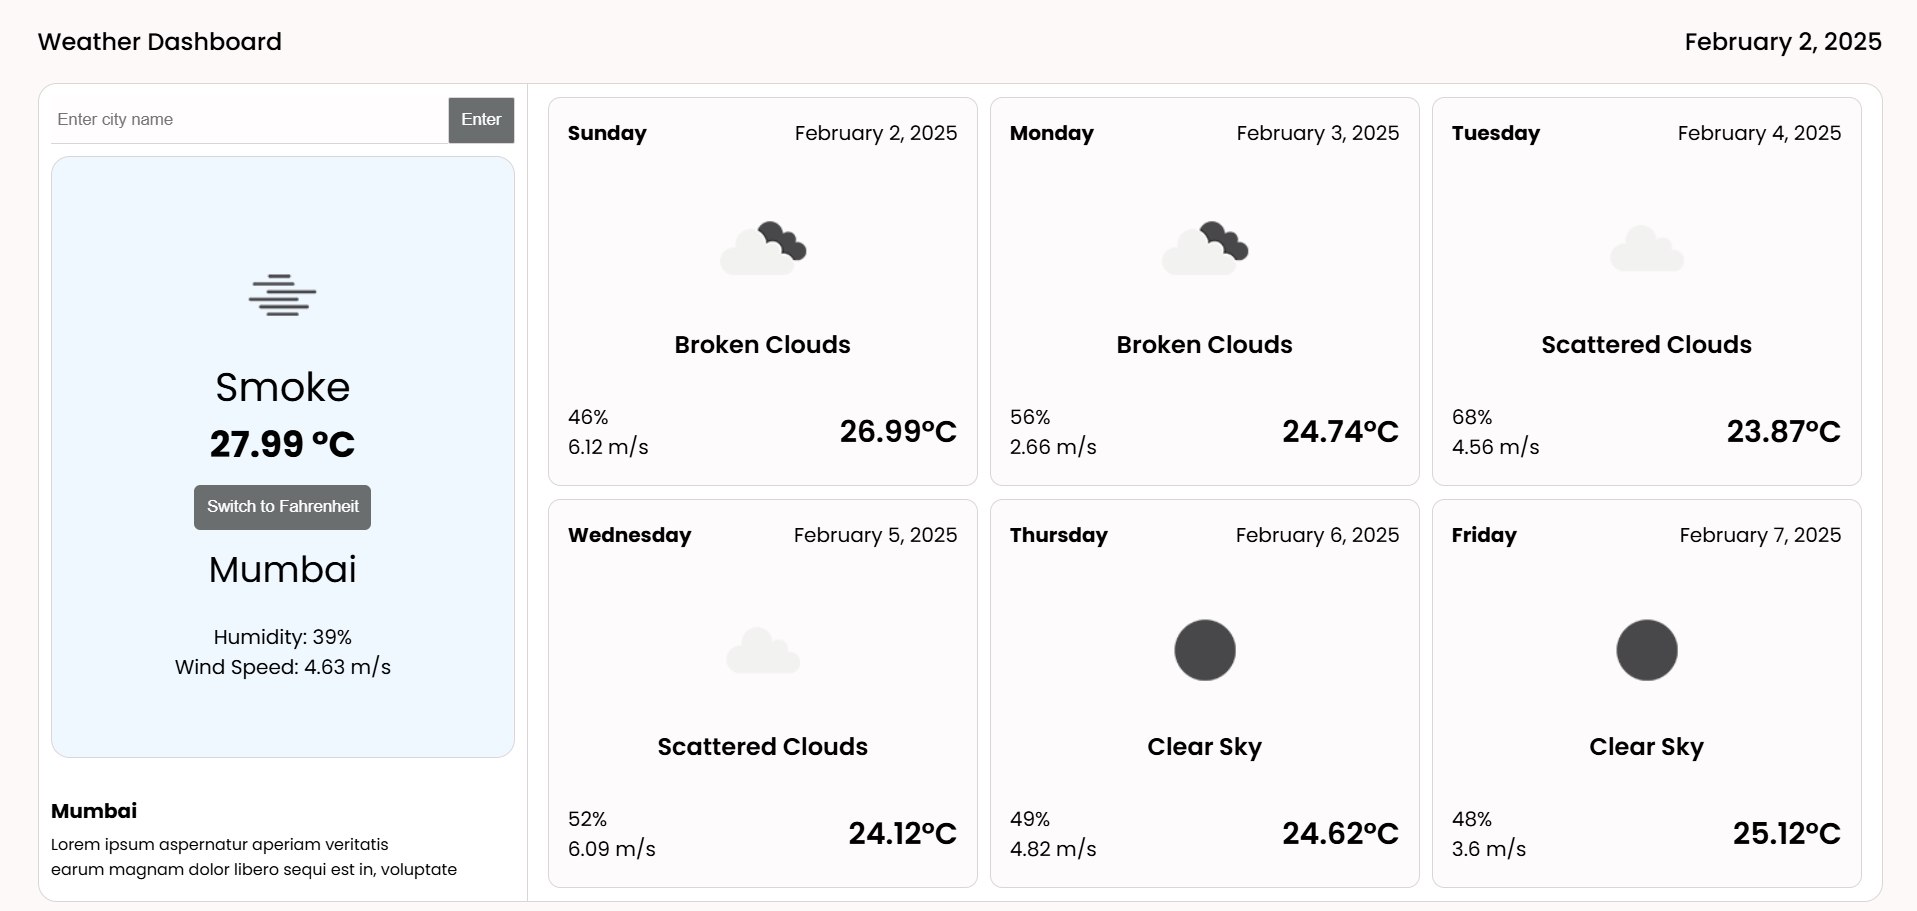 Weather Dashboard
February 2, 2025
Enter city name
Enter
Smoke
27.99 °C
Switch to Fahrenheit
Mumbai
Humidity: 39%
Wind Speed: 4.63 m/s
Mumbai
Lorem ipsum aspernatur aperiam veritatis
earum magnam dolor libero sequi est in, voluptate
Sunday
February 2, 2025
Broken Clouds
46%
6.12 m/s
26.99°C
Monday
February 3, 2025
Broken Clouds
56%
2.66 m/s
24.74°C
Tuesday
February 4, 2025
Scattered Clouds
68%
4.56 m/s
23.87°C
Wednesday
February 5, 2025
Scattered Clouds
52%
6.09 m/s
24.12°C
Thursday
February 6, 2025
Clear Sky
49%
4.82 m/s
24.62°C
Friday
February 7, 2025
Clear Sky
48%
3.6 m/s
25.12°C